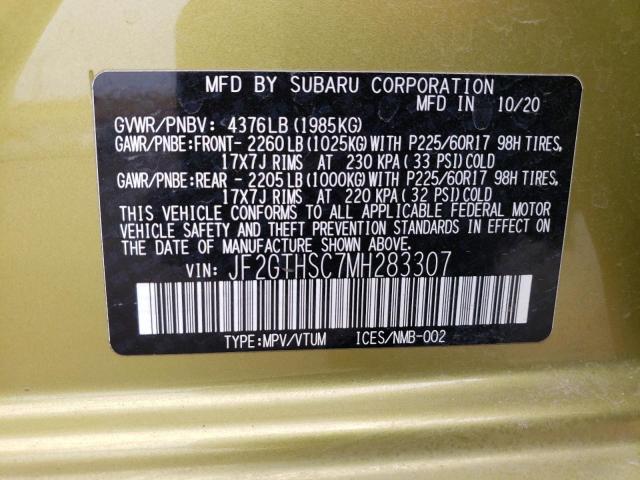 MFD BY SUBARU CORPORATION
MFD IN 10/20
GVWR/PNBV: 4376LB (1985KG)
GAWR/PNBE:FRONT- 2260LB (1025KG) WITH P225/60R17 98H TIRES,
17X7J RIMS AT 230 KPA (33 PSI) COLD
GAWR/PNBE:REAR - 2205LB (1000KG) WITH P225/60R17 98H TIRES,
17X7J RIMS AT 220 KPA (32 PSI) COLD
THIS VEHICLE CONFORMS TO ALL APPLICABLE FEDERAL MOTOR
VEHICLE SAFETY AND THEFT PREVENTION STANDARDS IN EFFECT ON
THE DATE OF MANUFACTURE SHOWN ABOVE.
VIN: JF2GTHSC7MH283307
TYPE:MPV/VTUM ICES/NMB-002